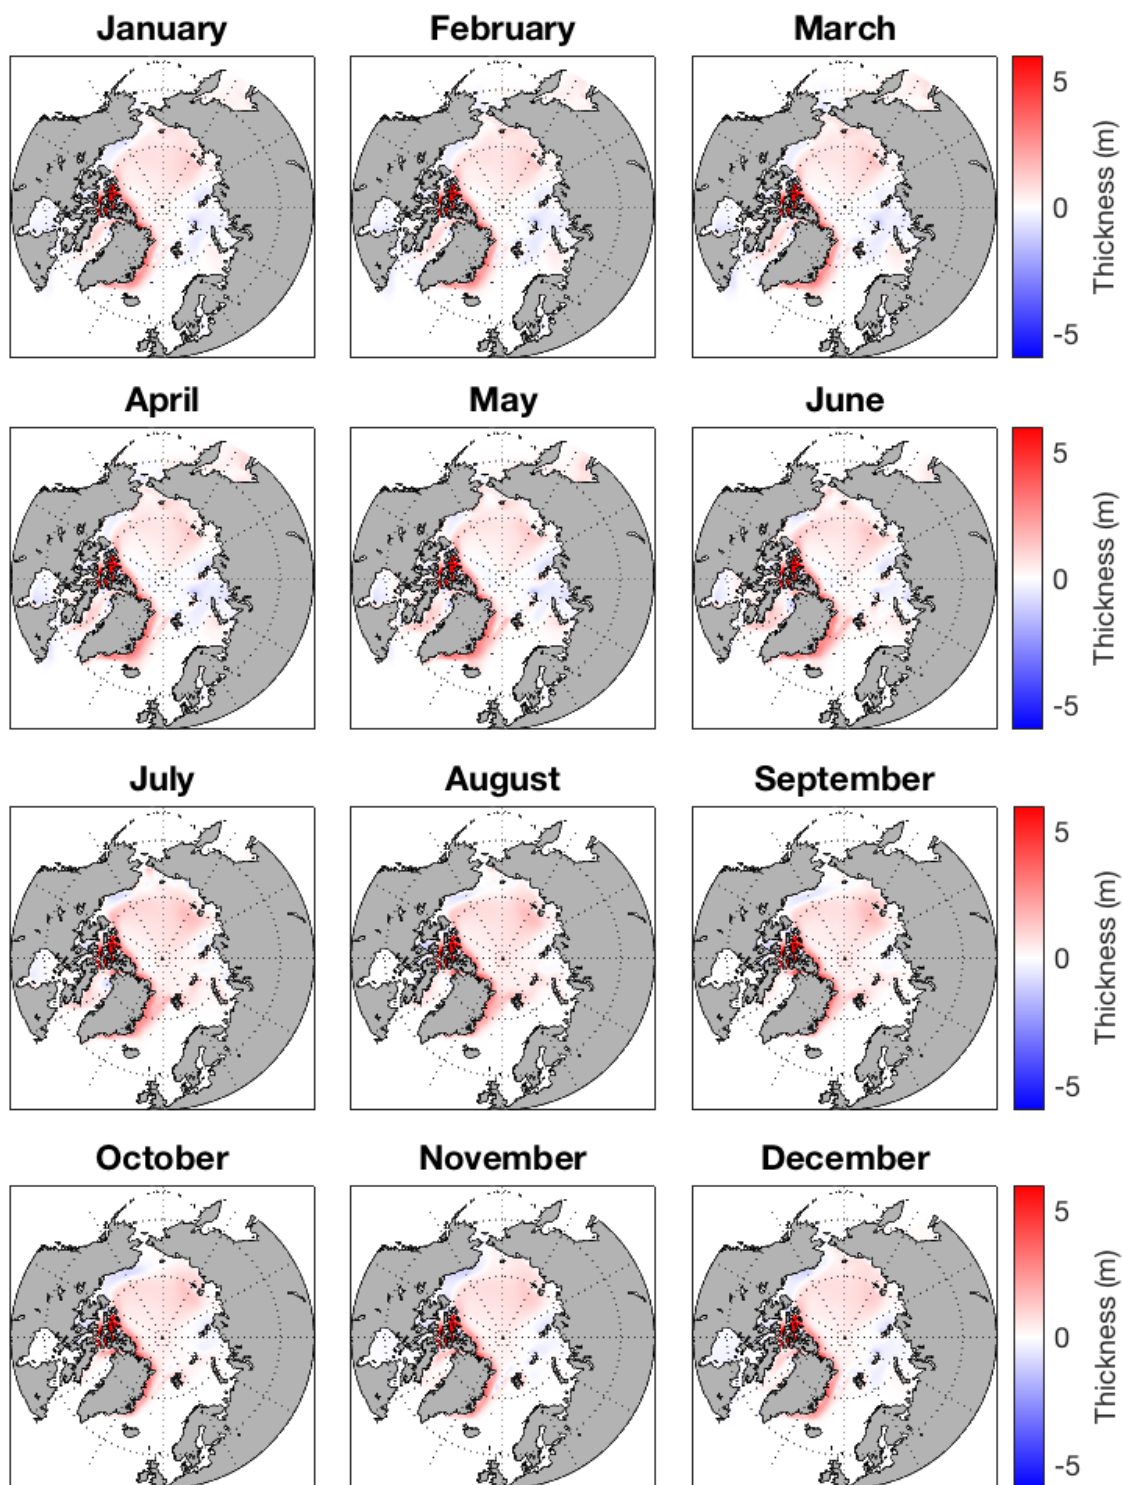 January February March
5
0
-5
Thickness (m)
April May June
5
0
-5
Thickness (m)
July August September
5
0
-5
Thickness (m)
October November December
5
0
-5
Thickness (m)